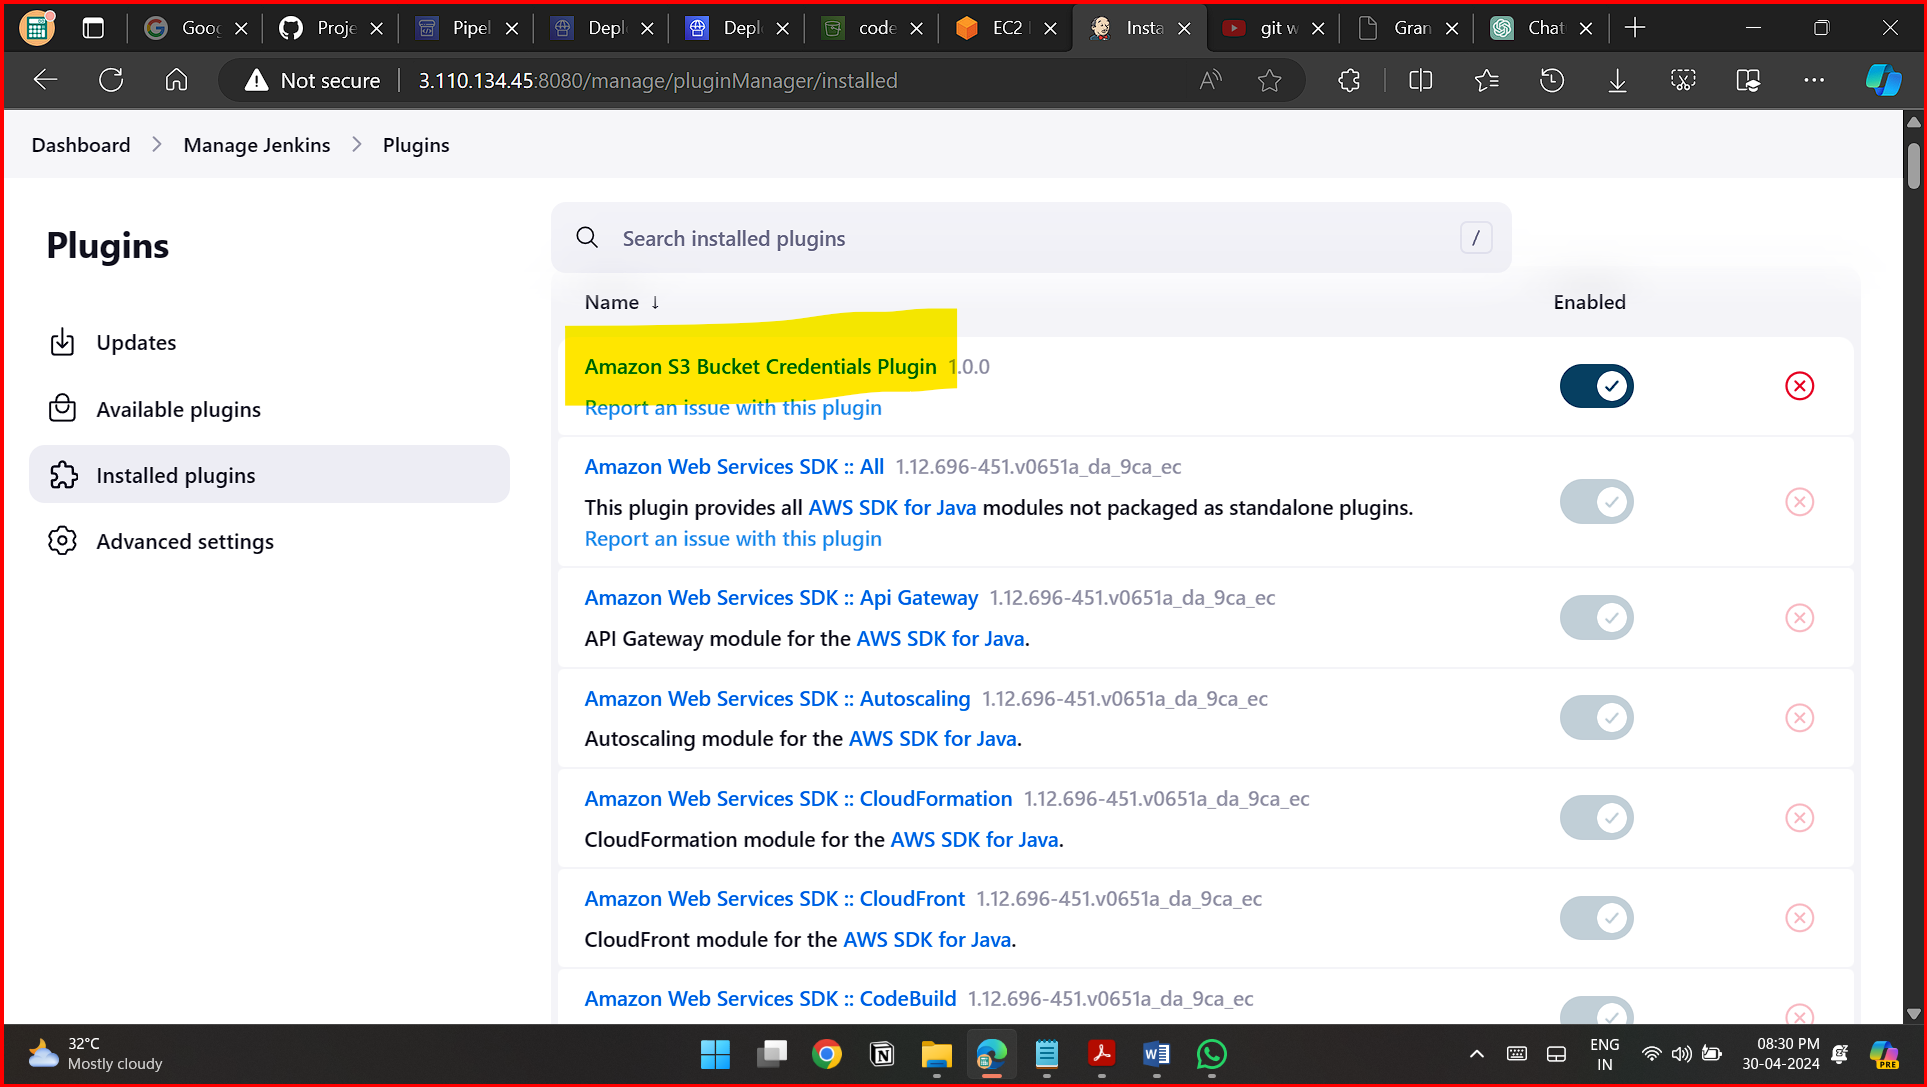 Goog
Proje
Pipel
Deplo
Deplo
code
EC2
Insta
git w
Gran
Chat
Not secure
3.110.134.45:8080/manage/pluginManager/installed
Dashboard > Manage Jenkins > Plugins
Plugins
Updates
Available plugins
Installed plugins
Advanced settings
Search installed plugins
/
Name ↓
Enabled
Amazon S3 Bucket Credentials Plugin 1.0.0
Report an issue with this plugin
Amazon Web Services SDK :: All 1.12.696-451.v0651a_da_9ca_ec
This plugin provides all AWS SDK for Java modules not packaged as standalone plugins.
Report an issue with this plugin
Amazon Web Services SDK :: Api Gateway 1.12.696-451.v0651a_da_9ca_ec
API Gateway module for the AWS SDK for Java.
Amazon Web Services SDK :: Autoscaling 1.12.696-451.v0651a_da_9ca_ec
Autoscaling module for the AWS SDK for Java.
Amazon Web Services SDK :: CloudFormation 1.12.696-451.v0651a_da_9ca_ec
CloudFormation module for the AWS SDK for Java.
Amazon Web Services SDK :: CloudFront 1.12.696-451.v0651a_da_9ca_ec
CloudFront module for the AWS SDK for Java.
Amazon Web Services SDK :: CodeBuild 1.12.696-451.v0651a_da_9ca_ec
32°C
Mostly cloudy
ENG
IN
08:30 PM
30-04-2024
PRE